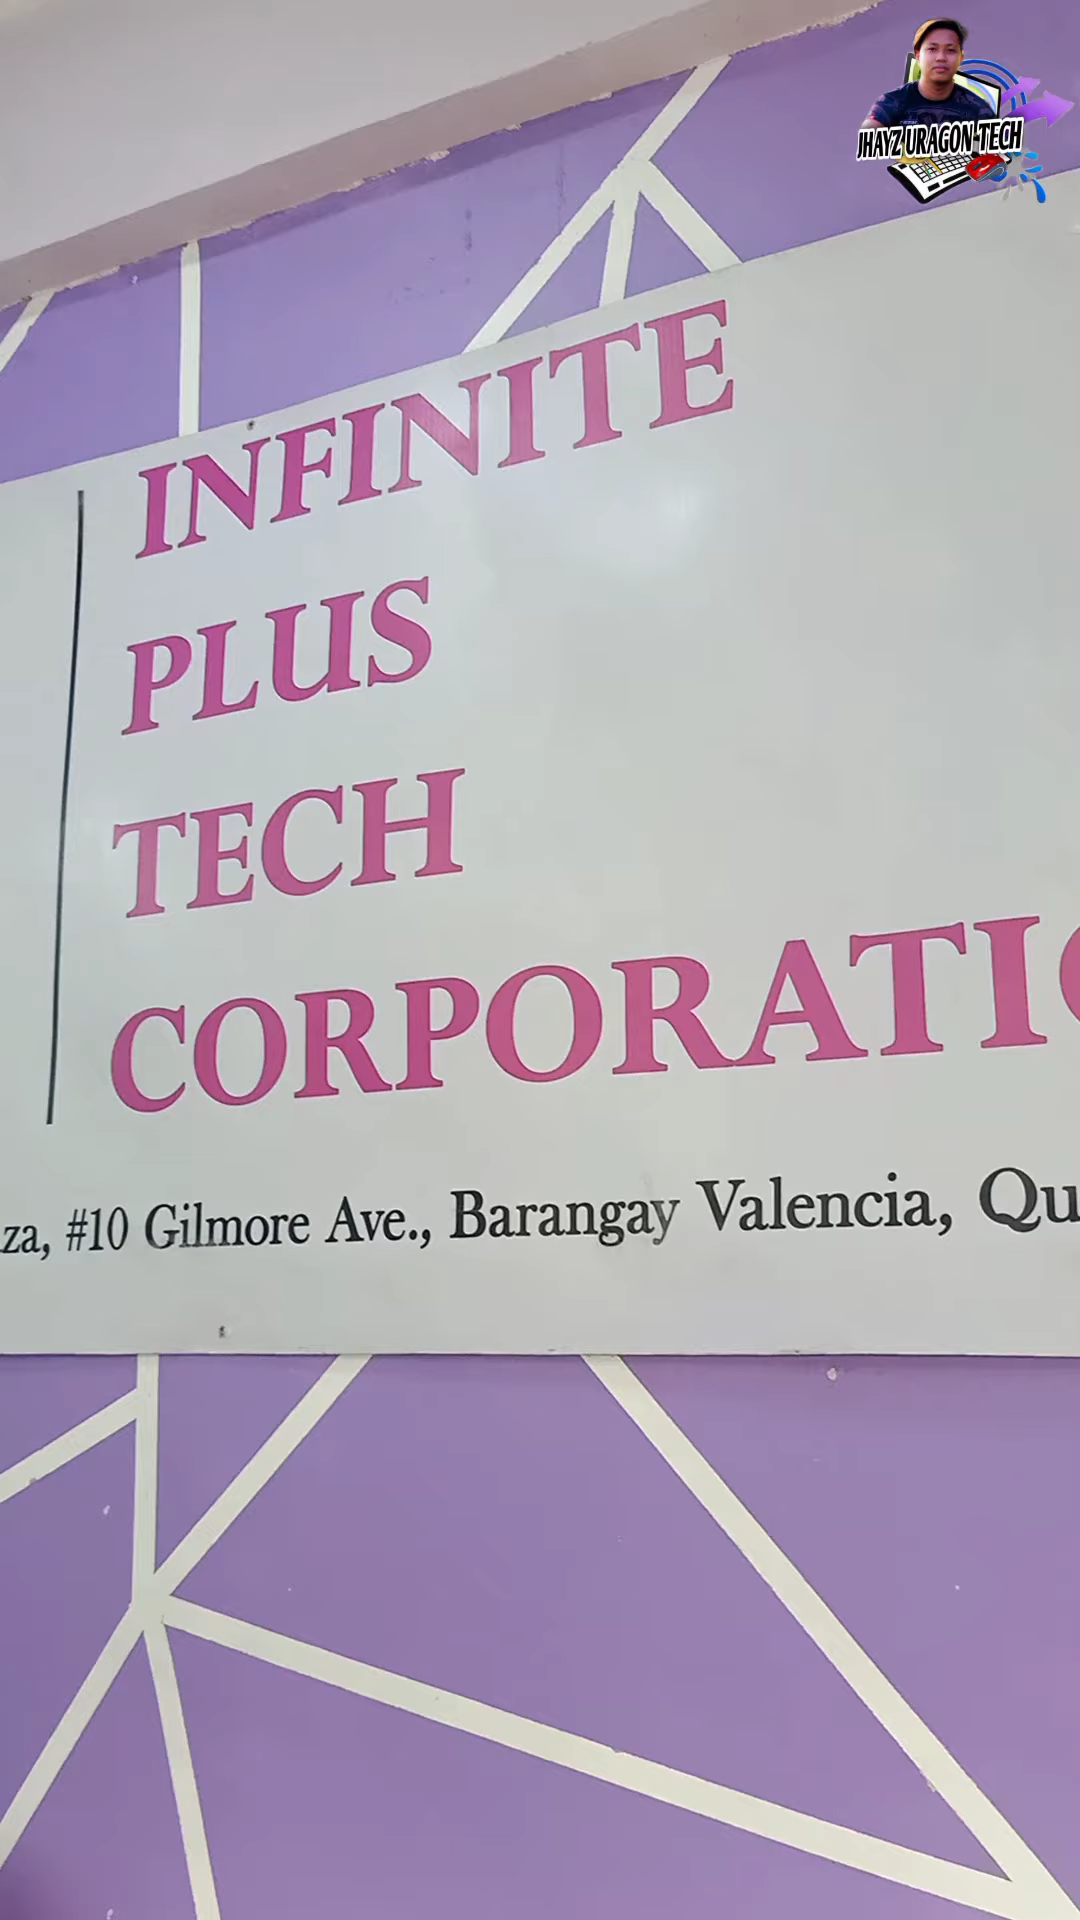 JHAYZ URAGON TECH
INFINITE
PLUS
TECH
CORPORATIO
za, #10 Gilmore Ave., Barangay Valencia, Qu